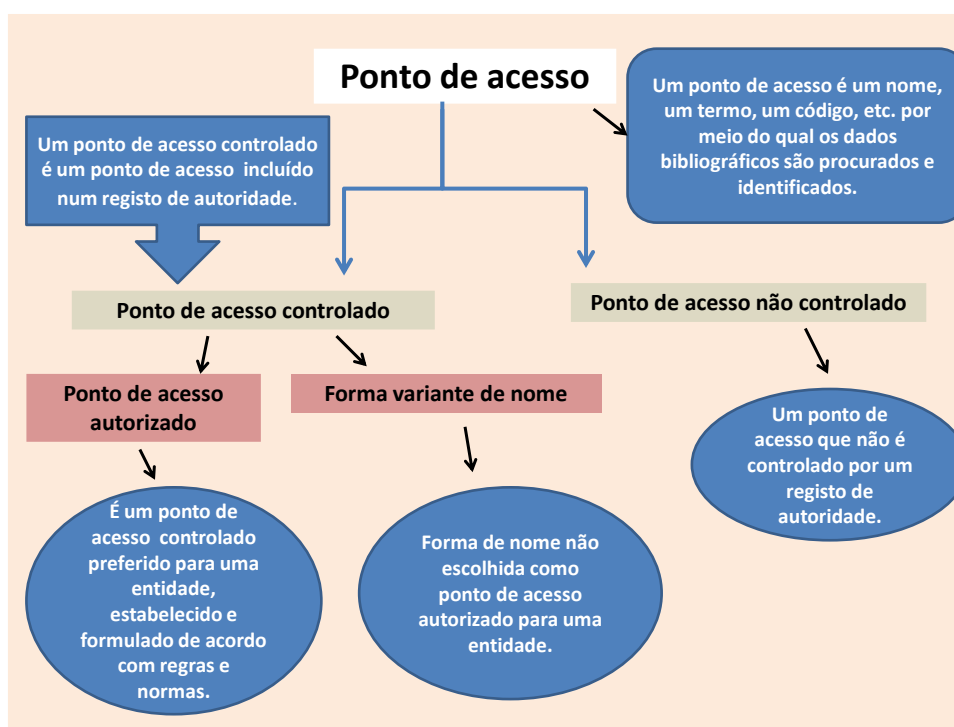 Ponto de acesso
Um ponto de acesso é um nome,
um termo, um código, etc. por
meio do qual os dados
bibliográficos são procurados e
identificados.
Um ponto de acesso controlado
é um ponto de acesso incluído
num registo de autoridade.
Ponto de acesso controlado
Ponto de acesso não controlado
Ponto de acesso
autorizado
Forma variante de nome
Um ponto de
acesso que não é
controlado por um
registo de
autoridade.
É um ponto de
acesso controlado
preferido para uma
entidade,
estabelecido e
formulado de acordo
com regras e
normas.
Forma de nome não
escolhida como
ponto de acesso
autorizado para uma
entidade.